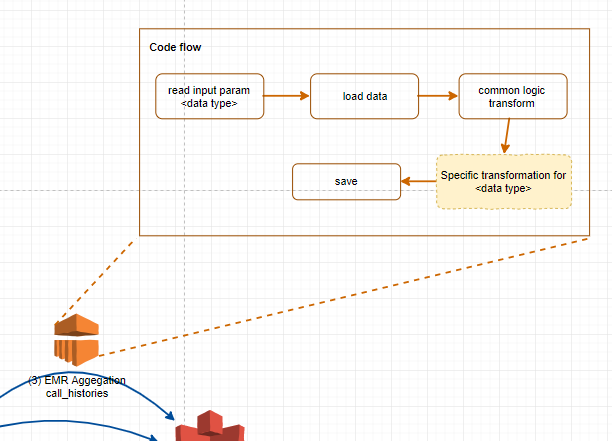 Code flow
read input param
<data type>
load data
common logic
transform
Specific transformation for
<data type>
save
(3) EMR Aggegation
call_histories